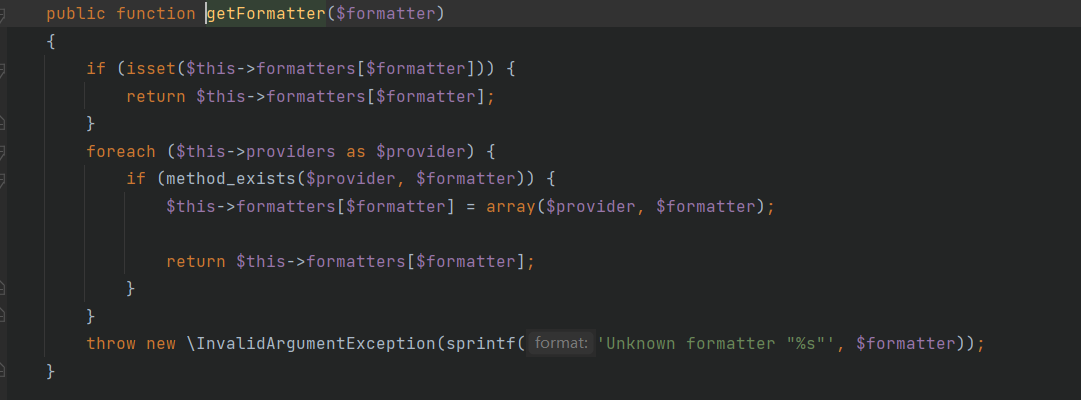 public function getFormatter($formatter)
{
if (isset($this->formatters[$formatter])) {
return $this->formatters[$formatter];
}
foreach ($this->providers as $provider) {
if (method_exists($provider, $formatter)) {
$this->formatters[$formatter] = array($provider, $formatter);
return $this->formatters[$formatter];
}
}
throw new \InvalidArgumentException(sprintf( format: 'Unknown formatter "%s"', $formatter));
}